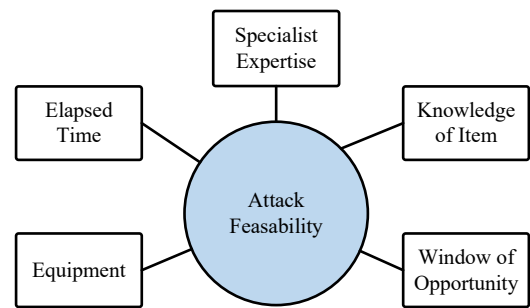 Specialist
Expertise
Elapsed
Time
Knowledge
of Item
Attack
Feasability
Equipment
Window of
Opportunity